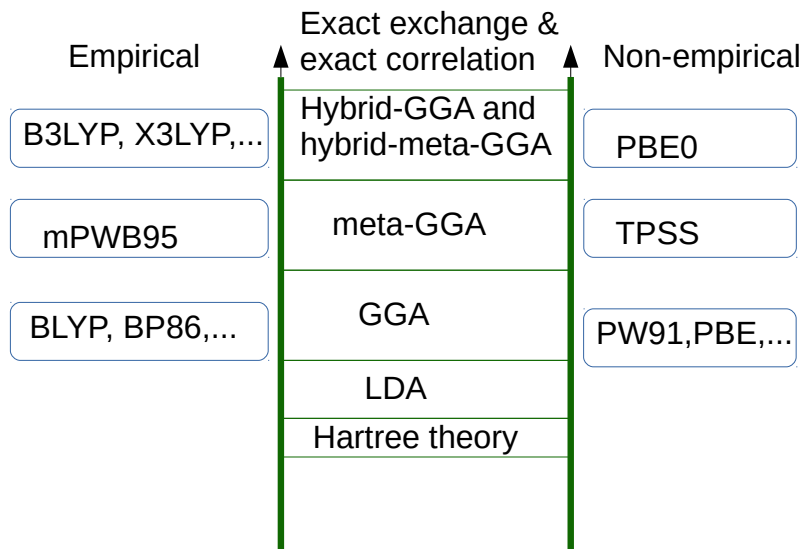 Empirical
Exact exchange &
exact correlation
Non-empirical
B3LYP, X3LYP,...
Hybrid-GGA and
hybrid-meta-GGA
PBE0
mPWB95
meta-GGA
TPSS
BLYP, BP86,...
GGA
PW91,PBE,...
LDA
Hartree theory